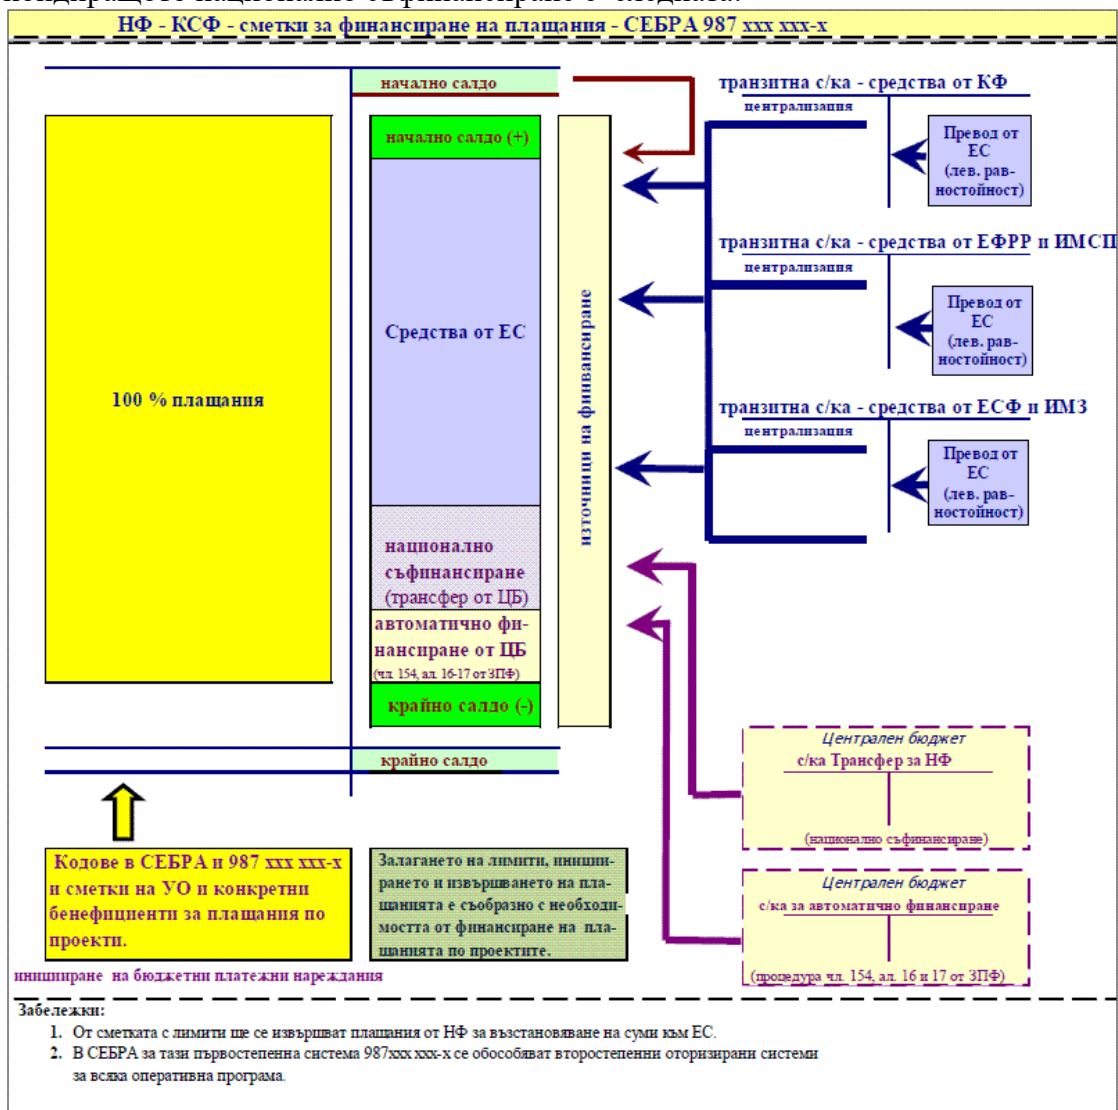 НФ - КСФ - сметки за финансиране на плащания - СЕБРА 987 xxx xxx-x
начално салдо
транзитна с/ка - средства от КФ
централизация
начално салдо (+)
Превод от
ЕС
(лев. рав-
ностойност)
транзитна с/ка - средства от ЕФРР и ИМСП
централизация
Превод от
ЕС
(лев. рав-
ностойност)
Средства от ЕС
100 % плащания
източници на финвансиране
транзитна с/ка - средства от ЕСФ и ИМЗ
централизация
Превод от
ЕС
(лев. рав-
ностойност)
национално
съфинансиране
(трансфер от ЦБ)
автоматично фи-
нансиране от ЦБ
(чл. 154, ал. 16-17 от ЗПФ)
крайно салдо (-)
крайно салдо
Централен бюджет
с/ка Трансфер за НФ
(национално съфинансиране)
Кодове в СЕБРА и 987 xxx xxx-x
и сметки на УО и конкретни
бенефициенти за плащания по
проекти.
Залагането на лимити, иниции-
рането и извършването на пла-
щанията е съобразно с необходи-
мостта от финансиране на пла-
щанията по проектите.
Централен бюджет
с/ка за автоматично финансиране
(процедура чл. 154, ал. 16 и 17 от ЗПФ)
иницииране на бюджетни платежни нареждания
Забележки:
1. От сметката с лимити ще се извършват плащания от НФ за възстановяване на суми към ЕС.
2. В СЕБРА за тази първостепенна система 987xxx xxx-x се обособяват второстепенни оторизирани системи
за всяка оперативна програма.